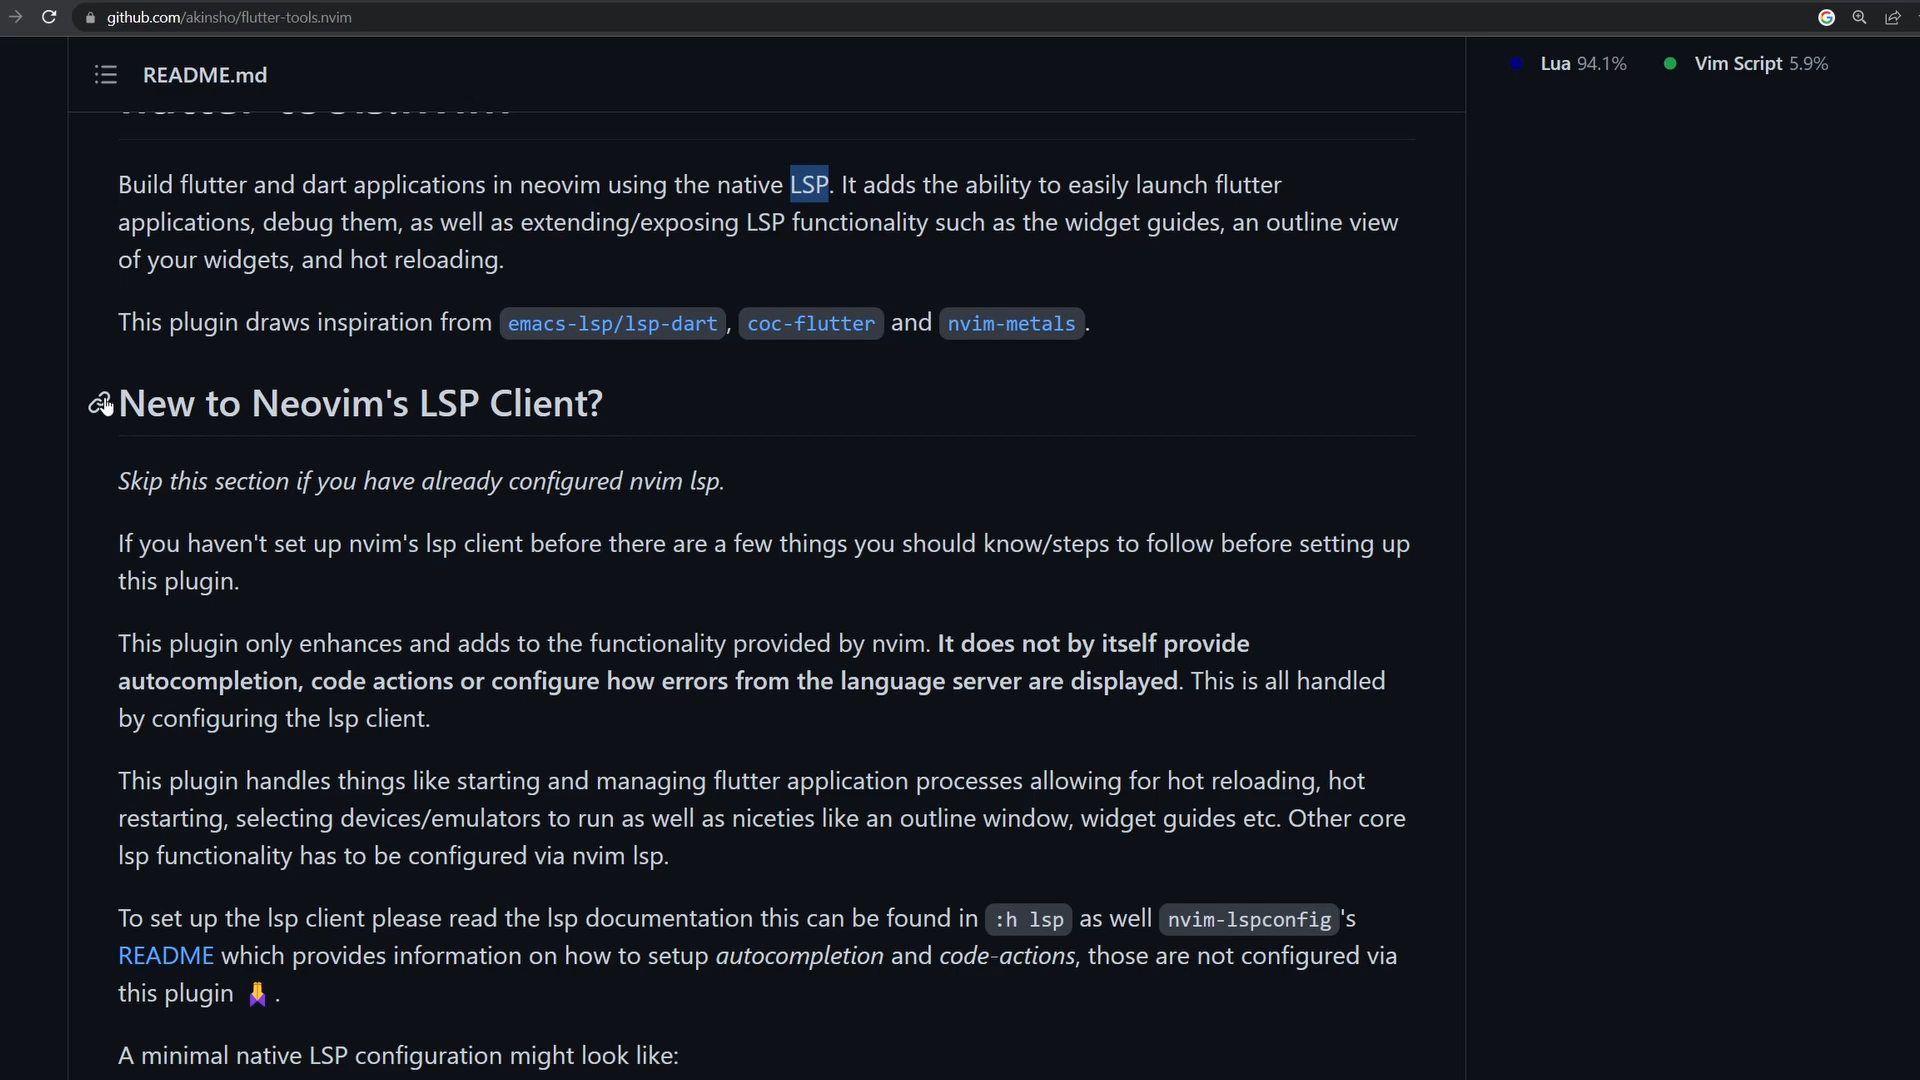 github.com/akinsho/flutter-tools.nvim
README.md
Lua 94.1% Vim Script 5.9%
Build flutter and dart applications in neovim using the native LSP. It adds the ability to easily launch flutter
applications, debug them, as well as extending/exposing LSP functionality such as the widget guides, an outline view
of your widgets, and hot reloading.
This plugin draws inspiration from emacs-lsp/lsp-dart, coc-flutter and nvim-metals.
New to Neovim's LSP Client?
Skip this section if you have already configured nvim lsp.
If you haven't set up nvim's lsp client before there are a few things you should know/steps to follow before setting up
this plugin.
This plugin only enhances and adds to the functionality provided by nvim. It does not by itself provide
autocompletion, code actions or configure how errors from the language server are displayed. This is all handled
by configuring the lsp client.
This plugin handles things like starting and managing flutter application processes allowing for hot reloading, hot
restarting, selecting devices/emulators to run as well as niceties like an outline window, widget guides etc. Other core
lsp functionality has to be configured via nvim lsp.
To set up the lsp client please read the lsp documentation this can be found in :h lsp as well nvim-lspconfig's
README which provides information on how to setup autocompletion and code-actions, those are not configured via
this plugin 🙏.
A minimal native LSP configuration might look like: